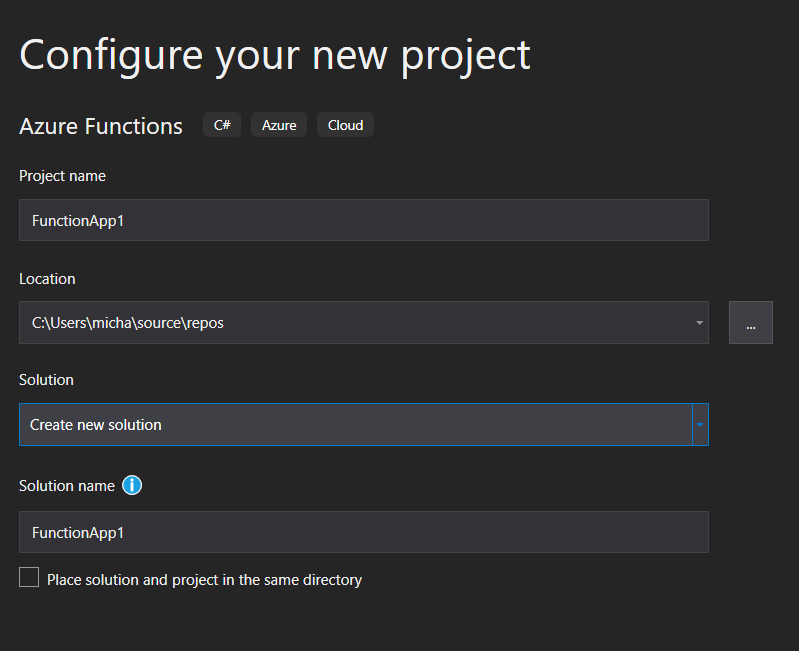 Configure your new project
Azure Functions C# Azure Cloud
Project name
FunctionApp1
Location
C:\Users\micha\source\repos
...
Solution
Create new solution
Solution name
FunctionApp1
Place solution and project in the same directory